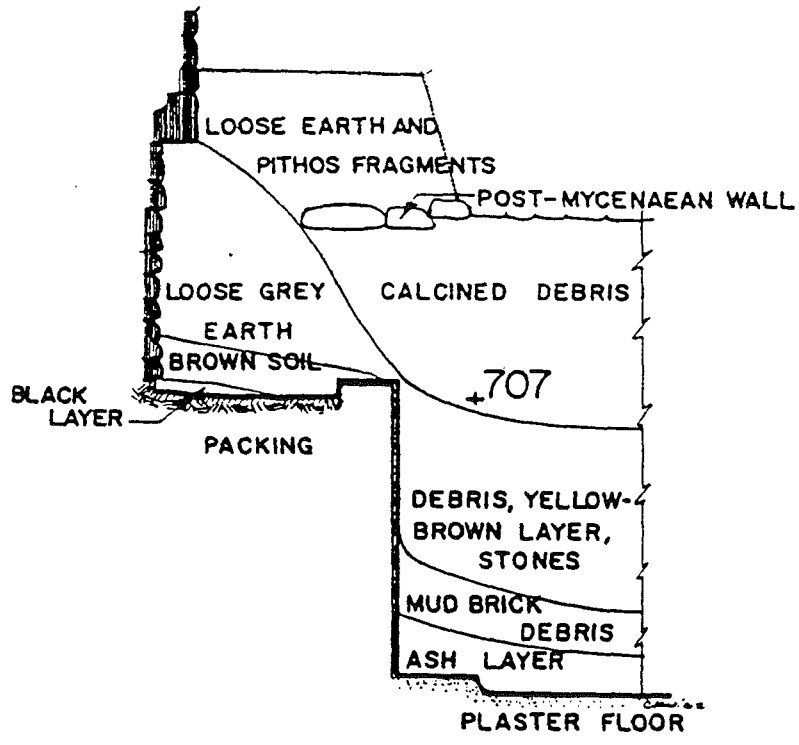 LOOSE EARTH AND
PITHOS FRAGMENTS
POST-MYCENAEAN WALL
LOOSE GREY
EARTH
CALCINED DEBRIS
BROWN SOIL
BLACK
LAYER
+707
PACKING
DEBRIS, YELLOW-
BROWN LAYER,
STONES
MUD BRICK
DEBRIS
ASH LAYER
PLASTER FLOOR